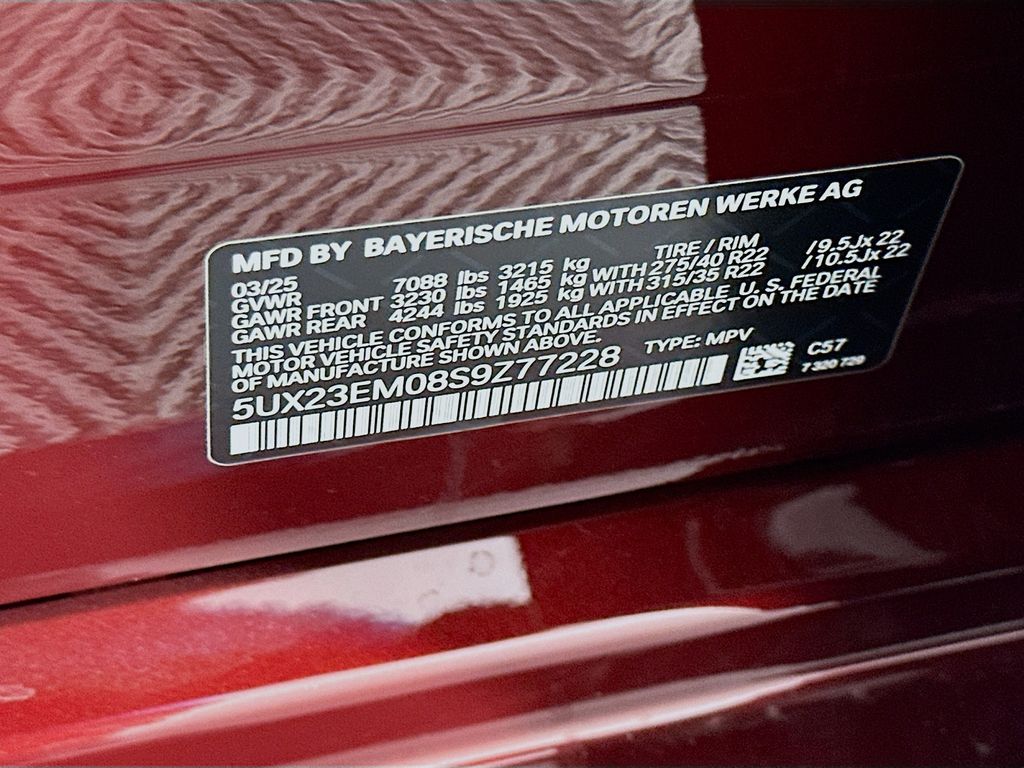 MFD BY BAYERISCHE MOTOREN WERKE AG
03/25 TIRE / RIM
GVWR 7088 lbs 3215 kg
GAWR FRONT 3230 lbs 1465 kg WITH 275/40 R22 /9.5Jx 22
GAWR REAR 4244 lbs 1925 kg WITH 315/35 R22 /10.5Jx 22
THIS VEHICLE CONFORMS TO ALL APPLICABLE U. S. FEDERAL
MOTOR VEHICLE SAFETY STANDARDS IN EFFECT ON THE DATE
OF MANUFACTURE SHOWN ABOVE.
5UX23EM08S9Z77228 TYPE: MPV
C57
7 320 720